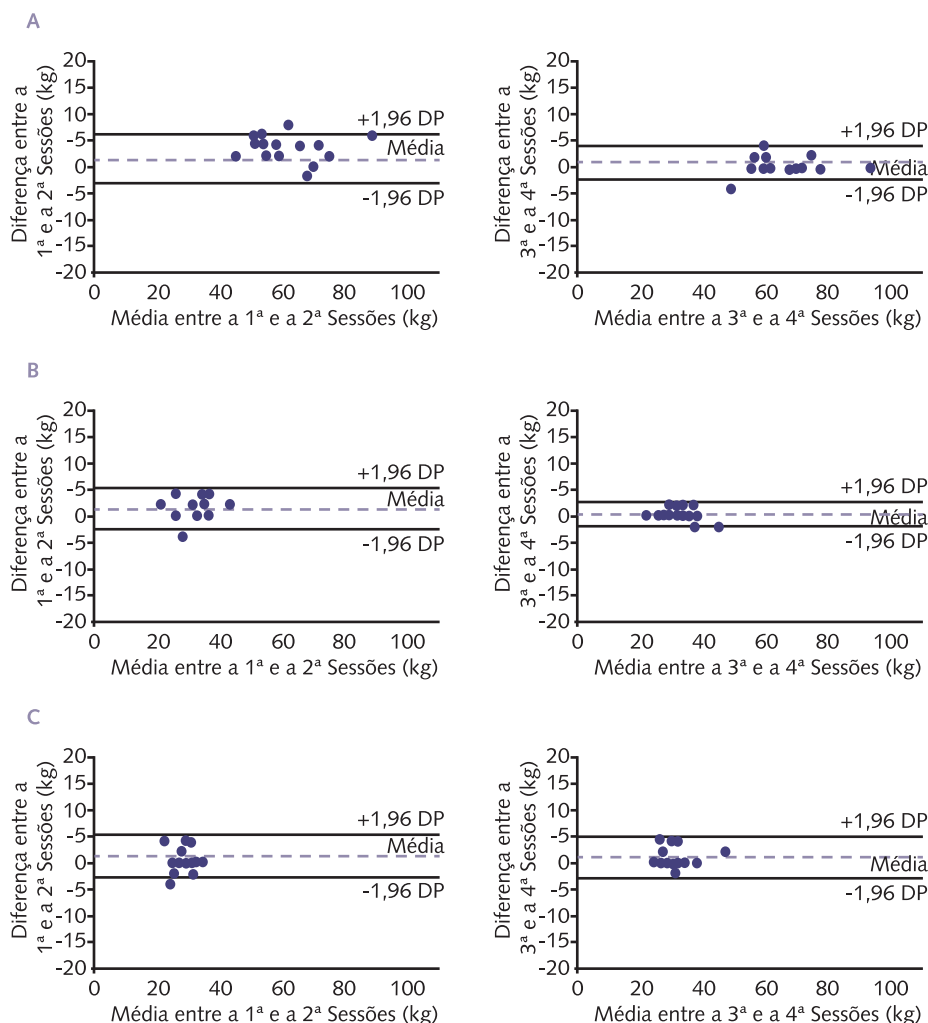 A
Diferença entre a
1ª e a 2ª Sessões (kg)
20
15
10
-5
0
-5
-10
-15
-20
+1,96 DP
Média
-1,96 DP
0 20 40 60 80 100
Média entre a 1ª e a 2ª Sessões (kg)
Diferença entre a
3ª e a 4ª Sessões (kg)
20
15
10
-5
0
-5
-10
-15
-20
+1,96 DP
Média
-1,96 DP
0 20 40 60 80 100
Média entre a 3ª e a 4ª Sessões (kg)
B
Diferença entre a
1ª e a 2ª Sessões (kg)
20
15
10
-5
0
-5
-10
-15
-20
+1,96 DP
Média
-1,96 DP
0 20 40 60 80 100
Média entre a 1ª e a 2ª Sessões (kg)
Diferença entre a
3ª e a 4ª Sessões (kg)
20
15
10
-5
0
-5
-10
-15
-20
+1,96 DP
Média
-1,96 DP
0 20 40 60 80 100
Média entre a 3ª e a 4ª Sessões (kg)
C
Diferença entre a
1ª e a 2ª Sessões (kg)
20
15
10
-5
0
-5
-10
-15
-20
+1,96 DP
Média
-1,96 DP
0 20 40 60 80 100
Média entre a 1ª e a 2ª Sessões (kg)
Diferença entre a
3ª e a 4ª Sessões (kg)
20
15
10
-5
0
-5
-10
-15
-20
+1,96 DP
Média
-1,96 DP
0 20 40 60 80 100
Média entre a 3ª e a 4ª Sessões (kg)